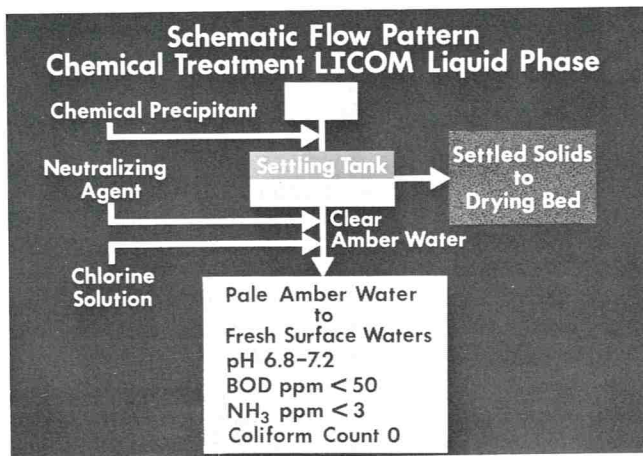 Schematic Flow Pattern
Chemical Treatment LICOM Liquid Phase
Chemical Precipitant
Settling Tank
Settled Solids
to
Drying Bed
Neutralizing
Agent
Clear
Amber Water
Chlorine
Solution
Pale Amber Water
to
Fresh Surface Waters
pH 6.8–7.2
BOD ppm < 50
NH₃ ppm < 3
Coliform Count 0